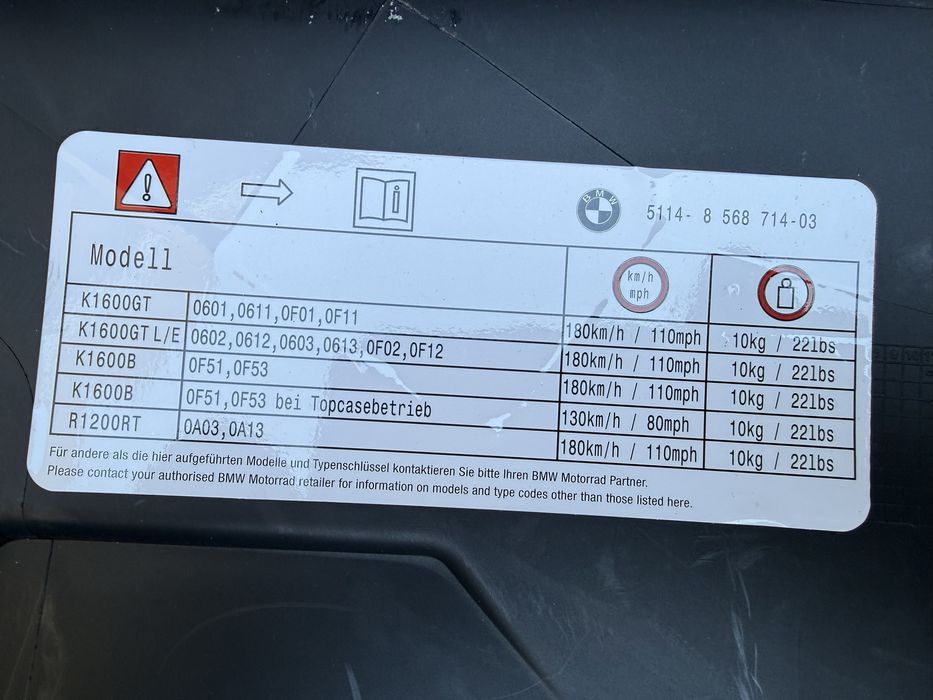 i
BMW 5114- 8 568 714-03
Modell km/h mph
K1600GT 0601,0611,0F01,0F11 180km/h / 110mph 10kg / 22lbs
K1600GT L/E 0602,0612,0603,0613,0F02,0F12 180km/h / 110mph 10kg / 22lbs
K1600B 0F51,0F53 180km/h / 110mph 10kg / 22lbs
K1600B 0F51,0F53 bei Topcasebetrieb 130km/h / 80mph 10kg / 22lbs
R1200RT 0A03,0A13 180km/h / 110mph 10kg / 22lbs
Für andere als die hier aufgeführten Modelle und Typenschlüssel kontaktieren Sie bitte Ihren BMW Motorrad Partner.
Please contact your authorised BMW Motorrad retailer for information on models and type codes other than those listed here.